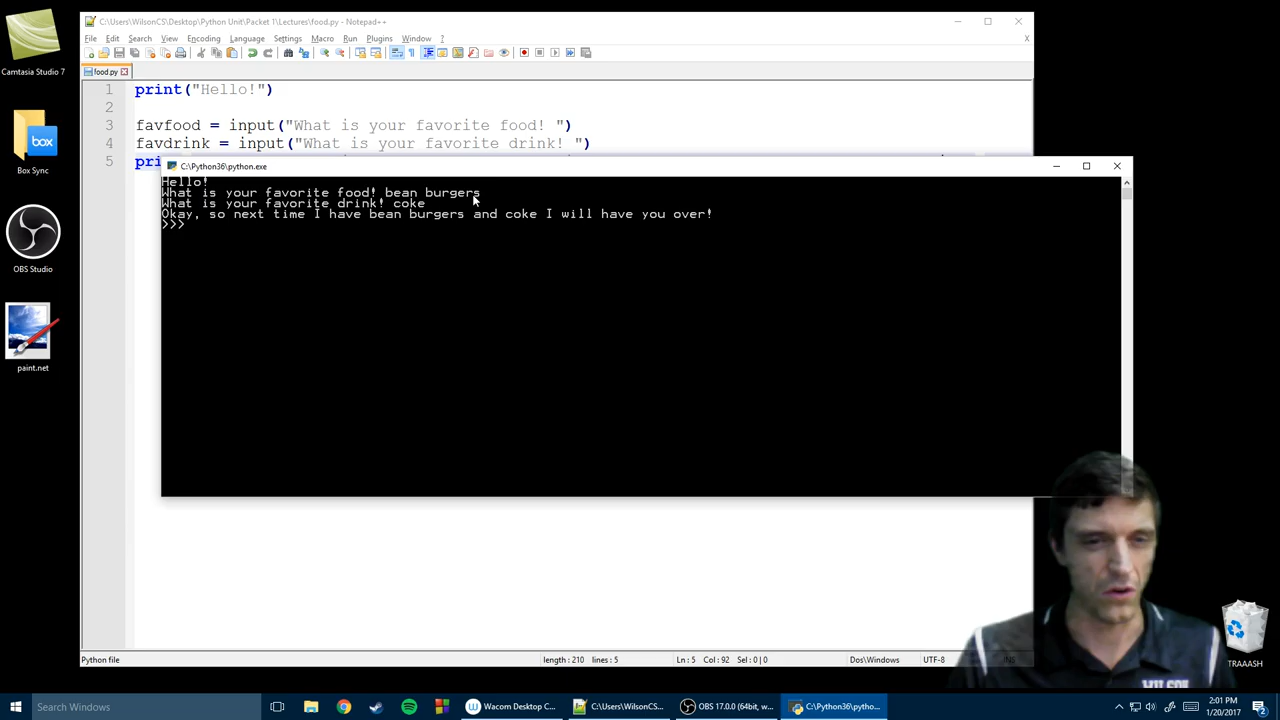 C:\Users\WilsonCS\Desktop\Python Unit\Packet 1\Lectures\food.py - Notepad++
File Edit Search View Encoding Language Settings Macro Run Plugins Window ?
X
food.py
1 print("Hello!")
2
3 favfood = input("What is your favorite food! ")
4 favdrink = input("What is your favorite drink! ")
5 pri
C:\Python36\python.exe
Hello!
What is your favorite food! bean burgers
What is your favorite drink! coke
Okay, so next time I have bean burgers and coke I will have you over!
>>>
Camtasia Studio 7
box
Box Sync
OBS Studio
paint.net
TRAAASH
Python file
length : 210 lines : 5
Ln : 5 Col : 92 Sel : 0 | 0
Dos\Windows
UTF-8
INS
Search Windows
Wacom Desktop C...
C:\Users\WilsonCS...
OBS 17.0.0 (64bit, w...
C:\Python36\pytho...
2:01 PM
1/20/2017
2